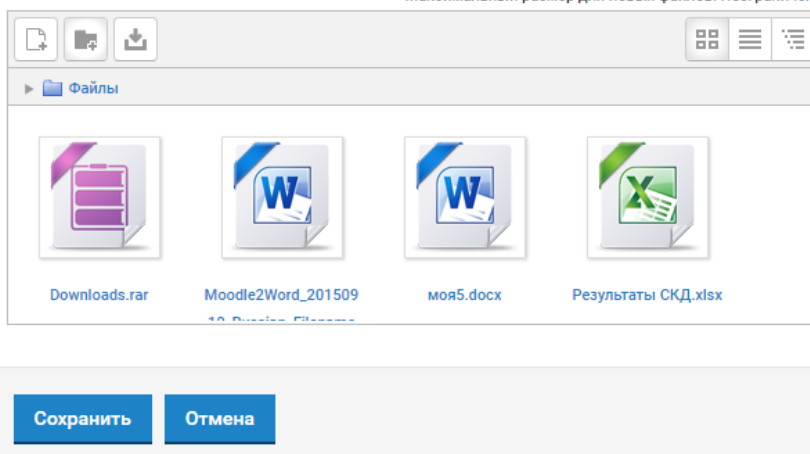 Файлы
Downloads.rar
Moodle2Word_201509
моя5.docx
Результаты СКД.xlsx
Сохранить
Отмена